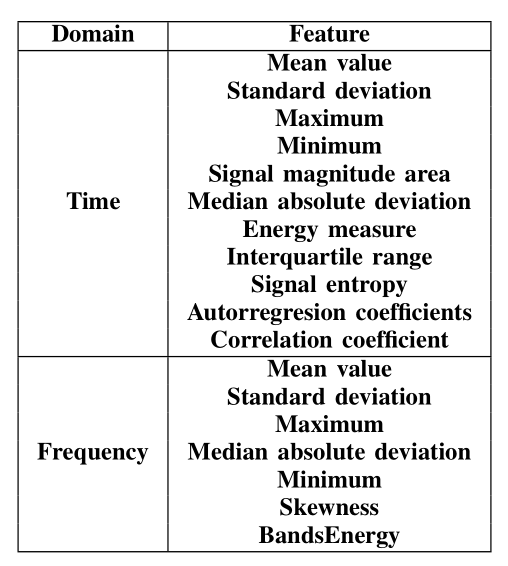 Domain Feature
Mean value
Standard deviation
Maximum
Minimum
Signal magnitude area
Time Median absolute deviation
Energy measure
Interquartile range
Signal entropy
Autorregresion coefficients
Correlation coefficient
Mean value
Standard deviation
Maximum
Frequency Median absolute deviation
Minimum
Skewness
BandsEnergy